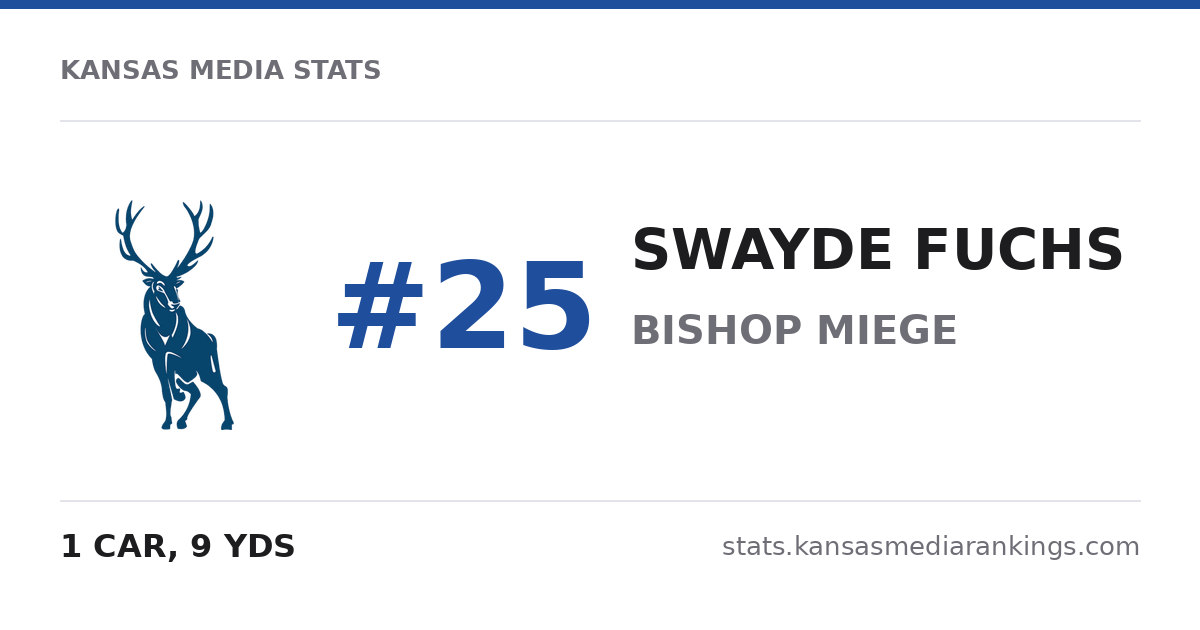 KANSAS MEDIA STATS
#25
SWAYDE FUCHS
BISHOP MIEGE
1 CAR, 9 YDS
stats.kansasmediarankings.com